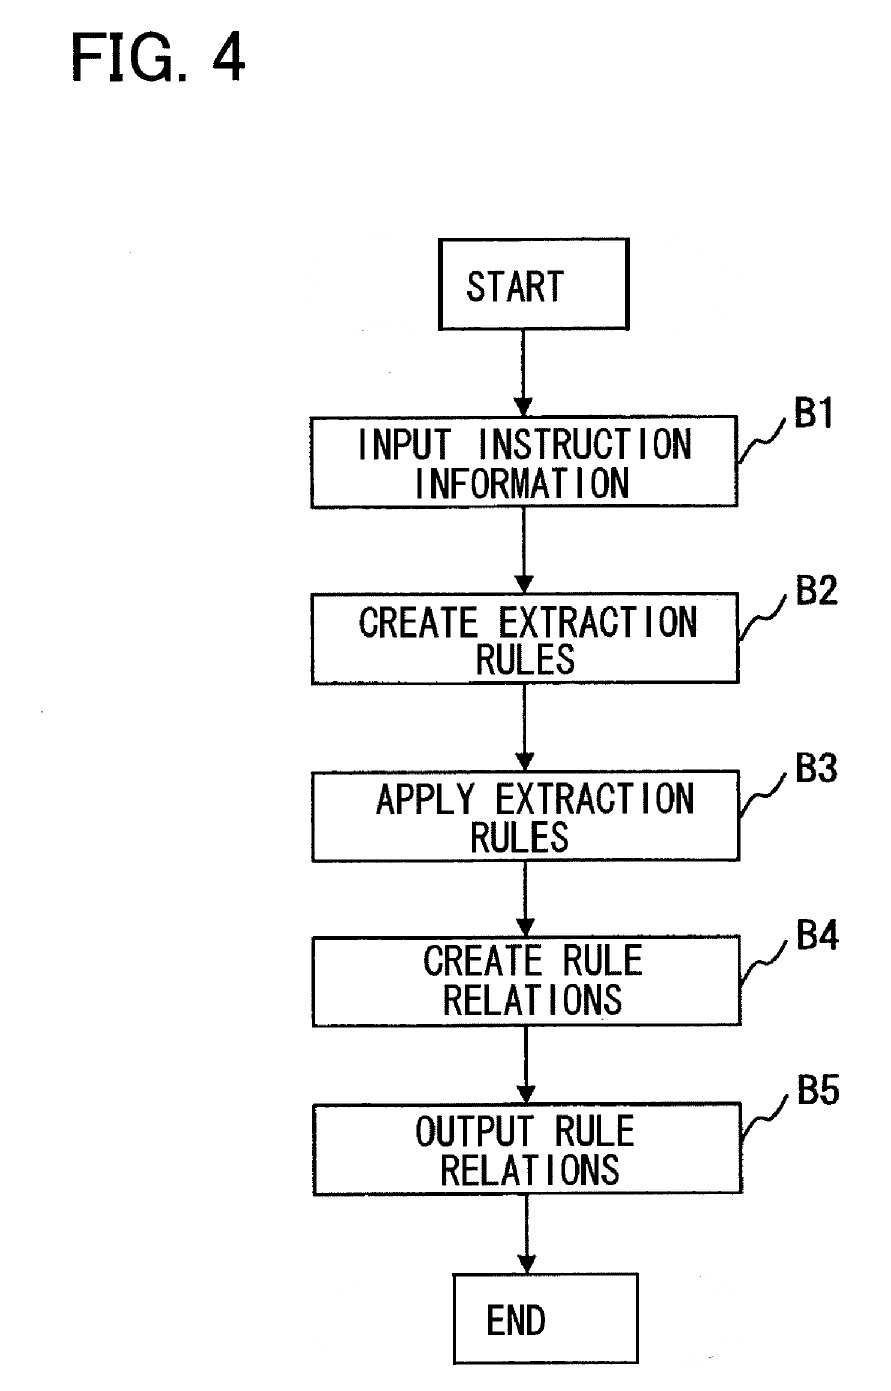 FIG. 4
START
B1
INPUT INSTRUCTION
INFORMATION
B2
CREATE EXTRACTION
RULES
B3
APPLY EXTRACTION
RULES
B4
CREATE RULE
RELATIONS
B5
OUTPUT RULE
RELATIONS
END